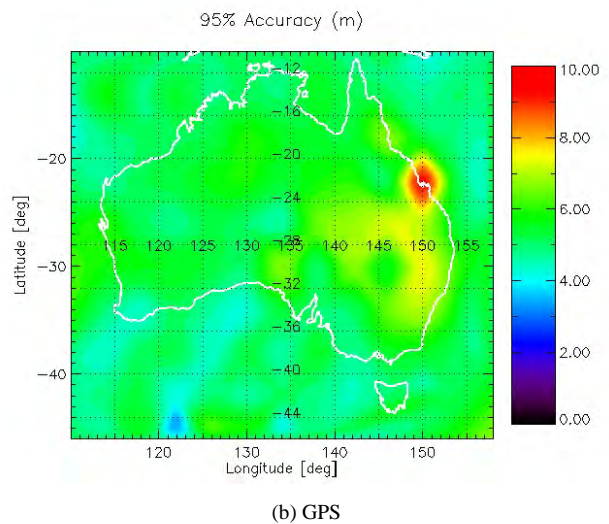 95% Accuracy (m)
-12
-16
-20
-24
115 120 125 130 -28 135 140 145 150 155
-32
-36
-44
-20
-30
-40
Latitude [deg]
120 130 140 150
Longitude [deg]
10.00
8.00
6.00
4.00
2.00
0.00
(b) GPS